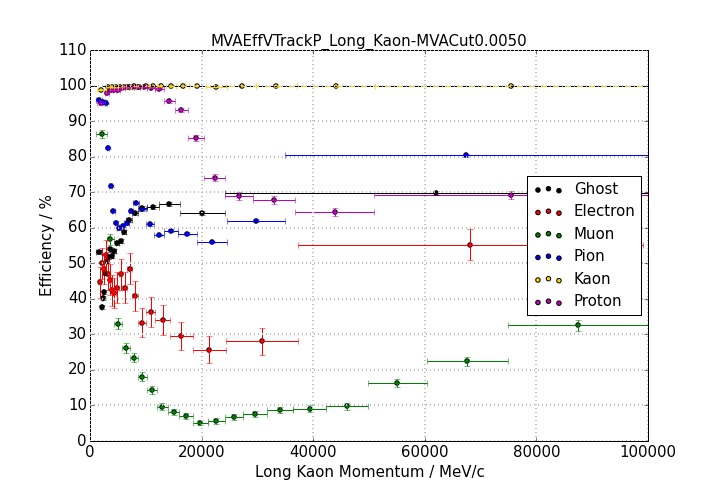 MVAEffVTrackP_Long_Kaon-MVACut0.0050
110
100
90
80
70
60
50
40
30
20
10
0
Efficiency / %
Ghost
Electron
Muon
Pion
Kaon
Proton
0 20000 40000 60000 80000 100000
Long Kaon Momentum / MeV/c